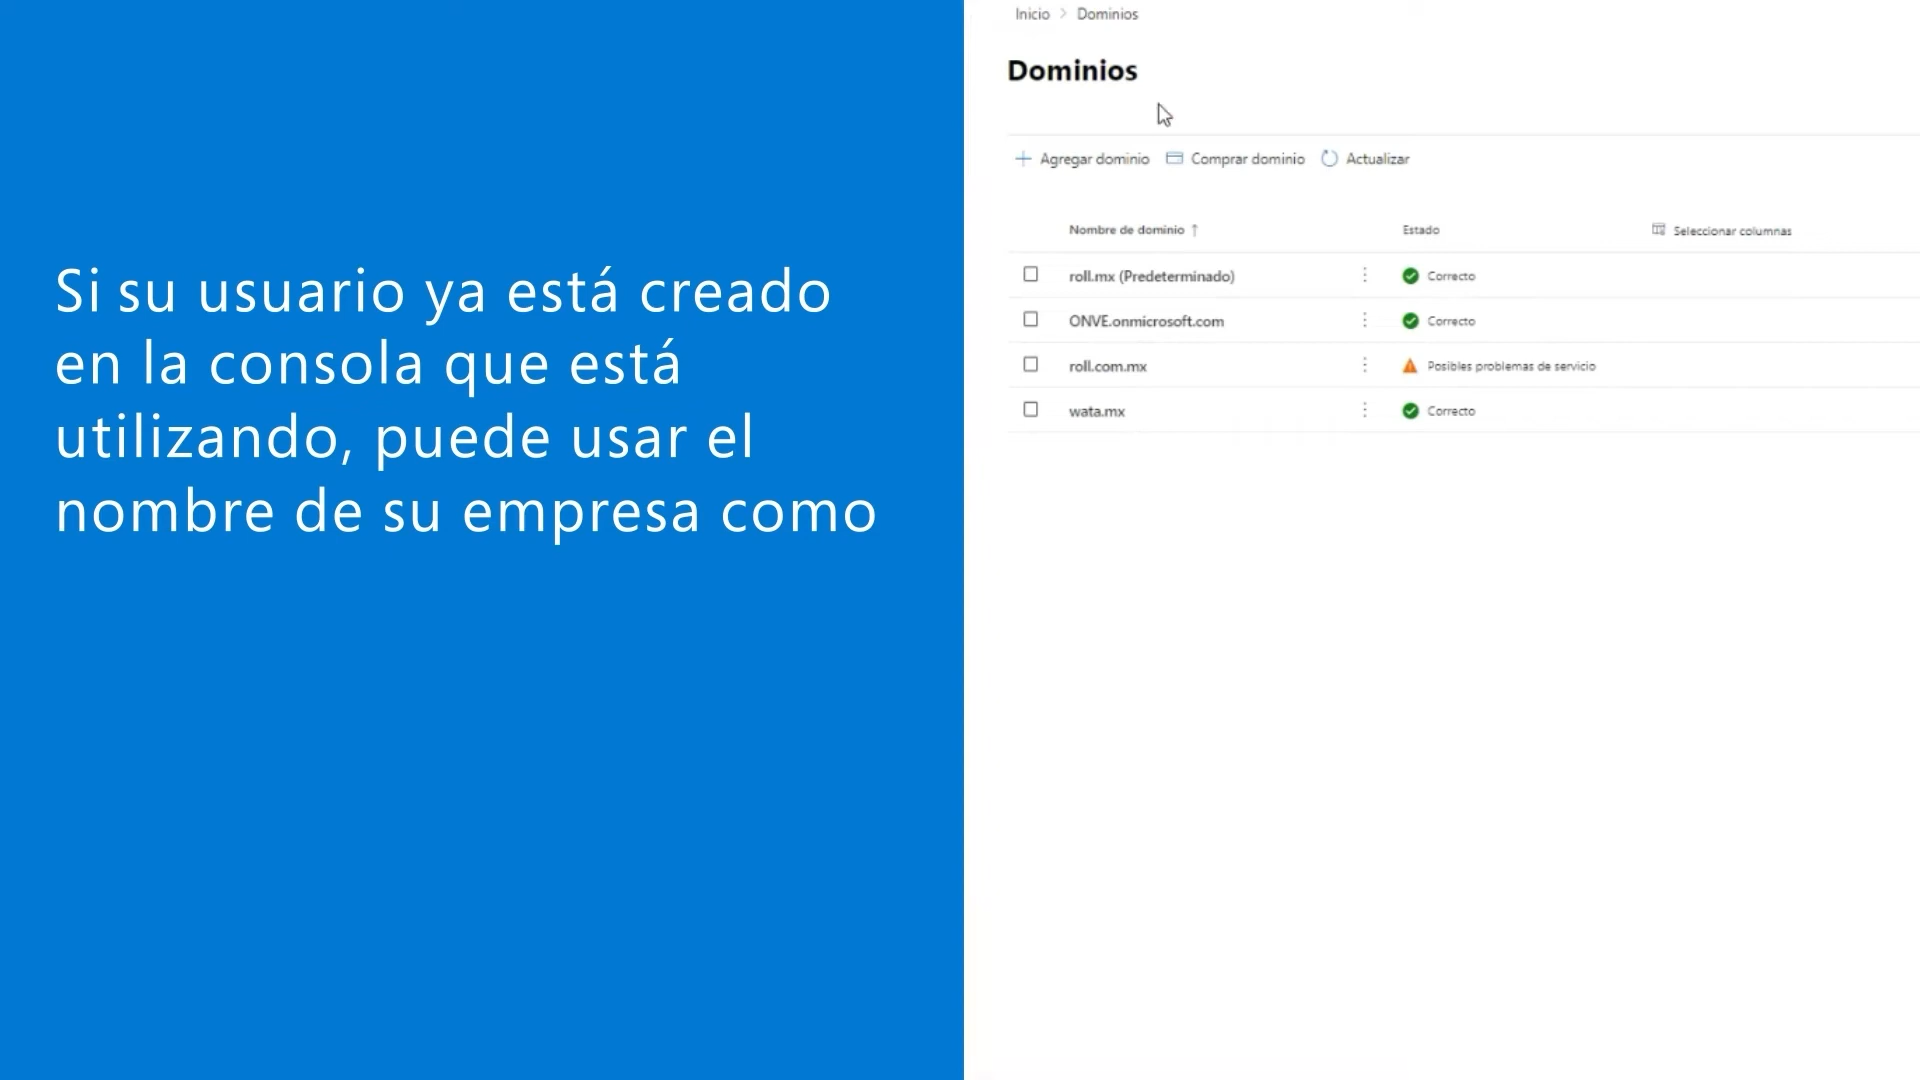 Si su usuario ya está creado
en la consola que está
utilizando, puede usar el
nombre de su empresa como
Inicio > Dominios
Dominios
Agregar dominio Comprar dominio Actualizar
Nombre de dominio ↑ Estado Seleccionar columnas
roll.mx (Predeterminado) Correcto
ONVE.onmicrosoft.com Correcto
roll.com.mx Posibles problemas de servicio
wata.mx Correcto